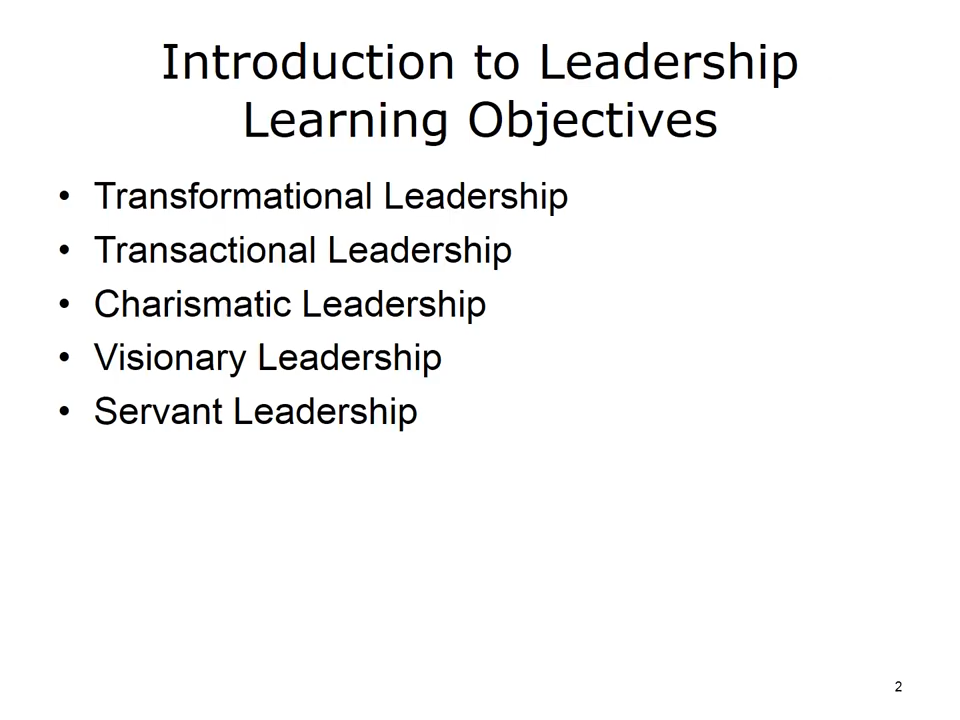 Introduction to Leadership
Learning Objectives
• Transformational Leadership
• Transactional Leadership
• Charismatic Leadership
• Visionary Leadership
• Servant Leadership
2